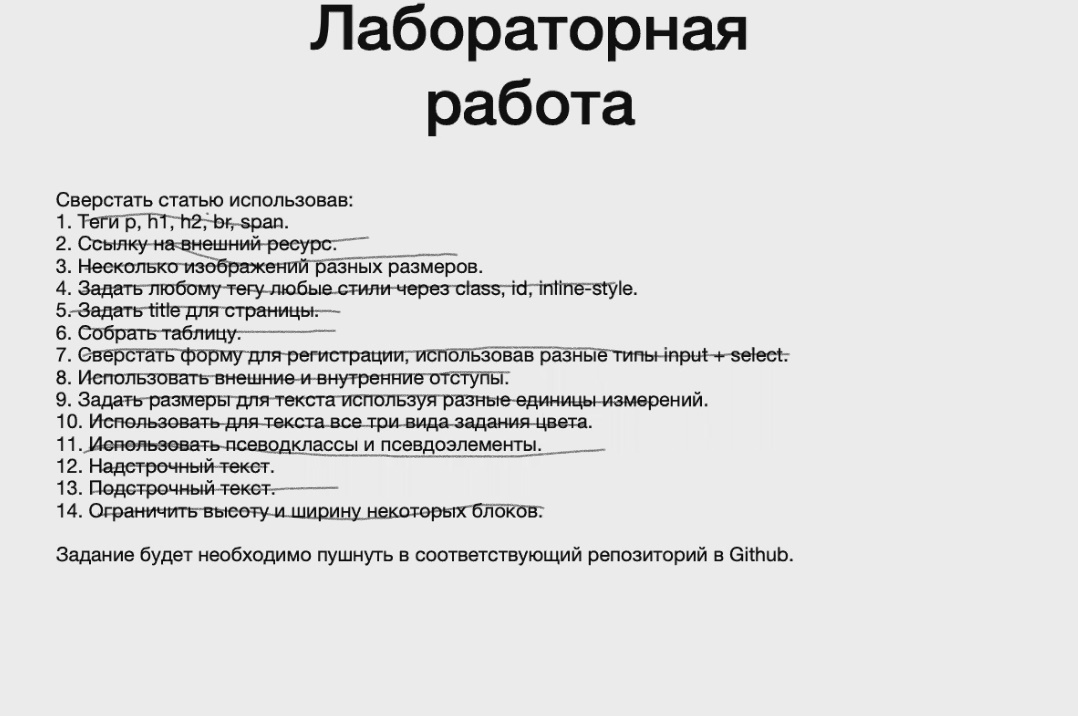 Лабораторная
работа
Сверстать статью использовав:
1. Теги p, h1, h2, br, span.
2. Ссылку на внешний ресурс.
3. Несколько изображений разных размеров.
4. Задать любому тегу любые стили через class, id, inline-style.
5. Задать title для страницы.
6. Собрать таблицу.
7. Сверстать форму для регистрации, использовав разные типы input + select.
8. Использовать внешние и внутренние отступы.
9. Задать размеры для текста используя разные единицы измерений.
10. Использовать для текста все три вида задания цвета.
11. Использовать псеводклассы и псевдоэлементы.
12. Надстрочный текст.
13. Подстрочный текст.
14. Ограничить высоту и ширину некоторых блоков.
Задание будет необходимо пушнуть в соответствующий репозиторий в Github.